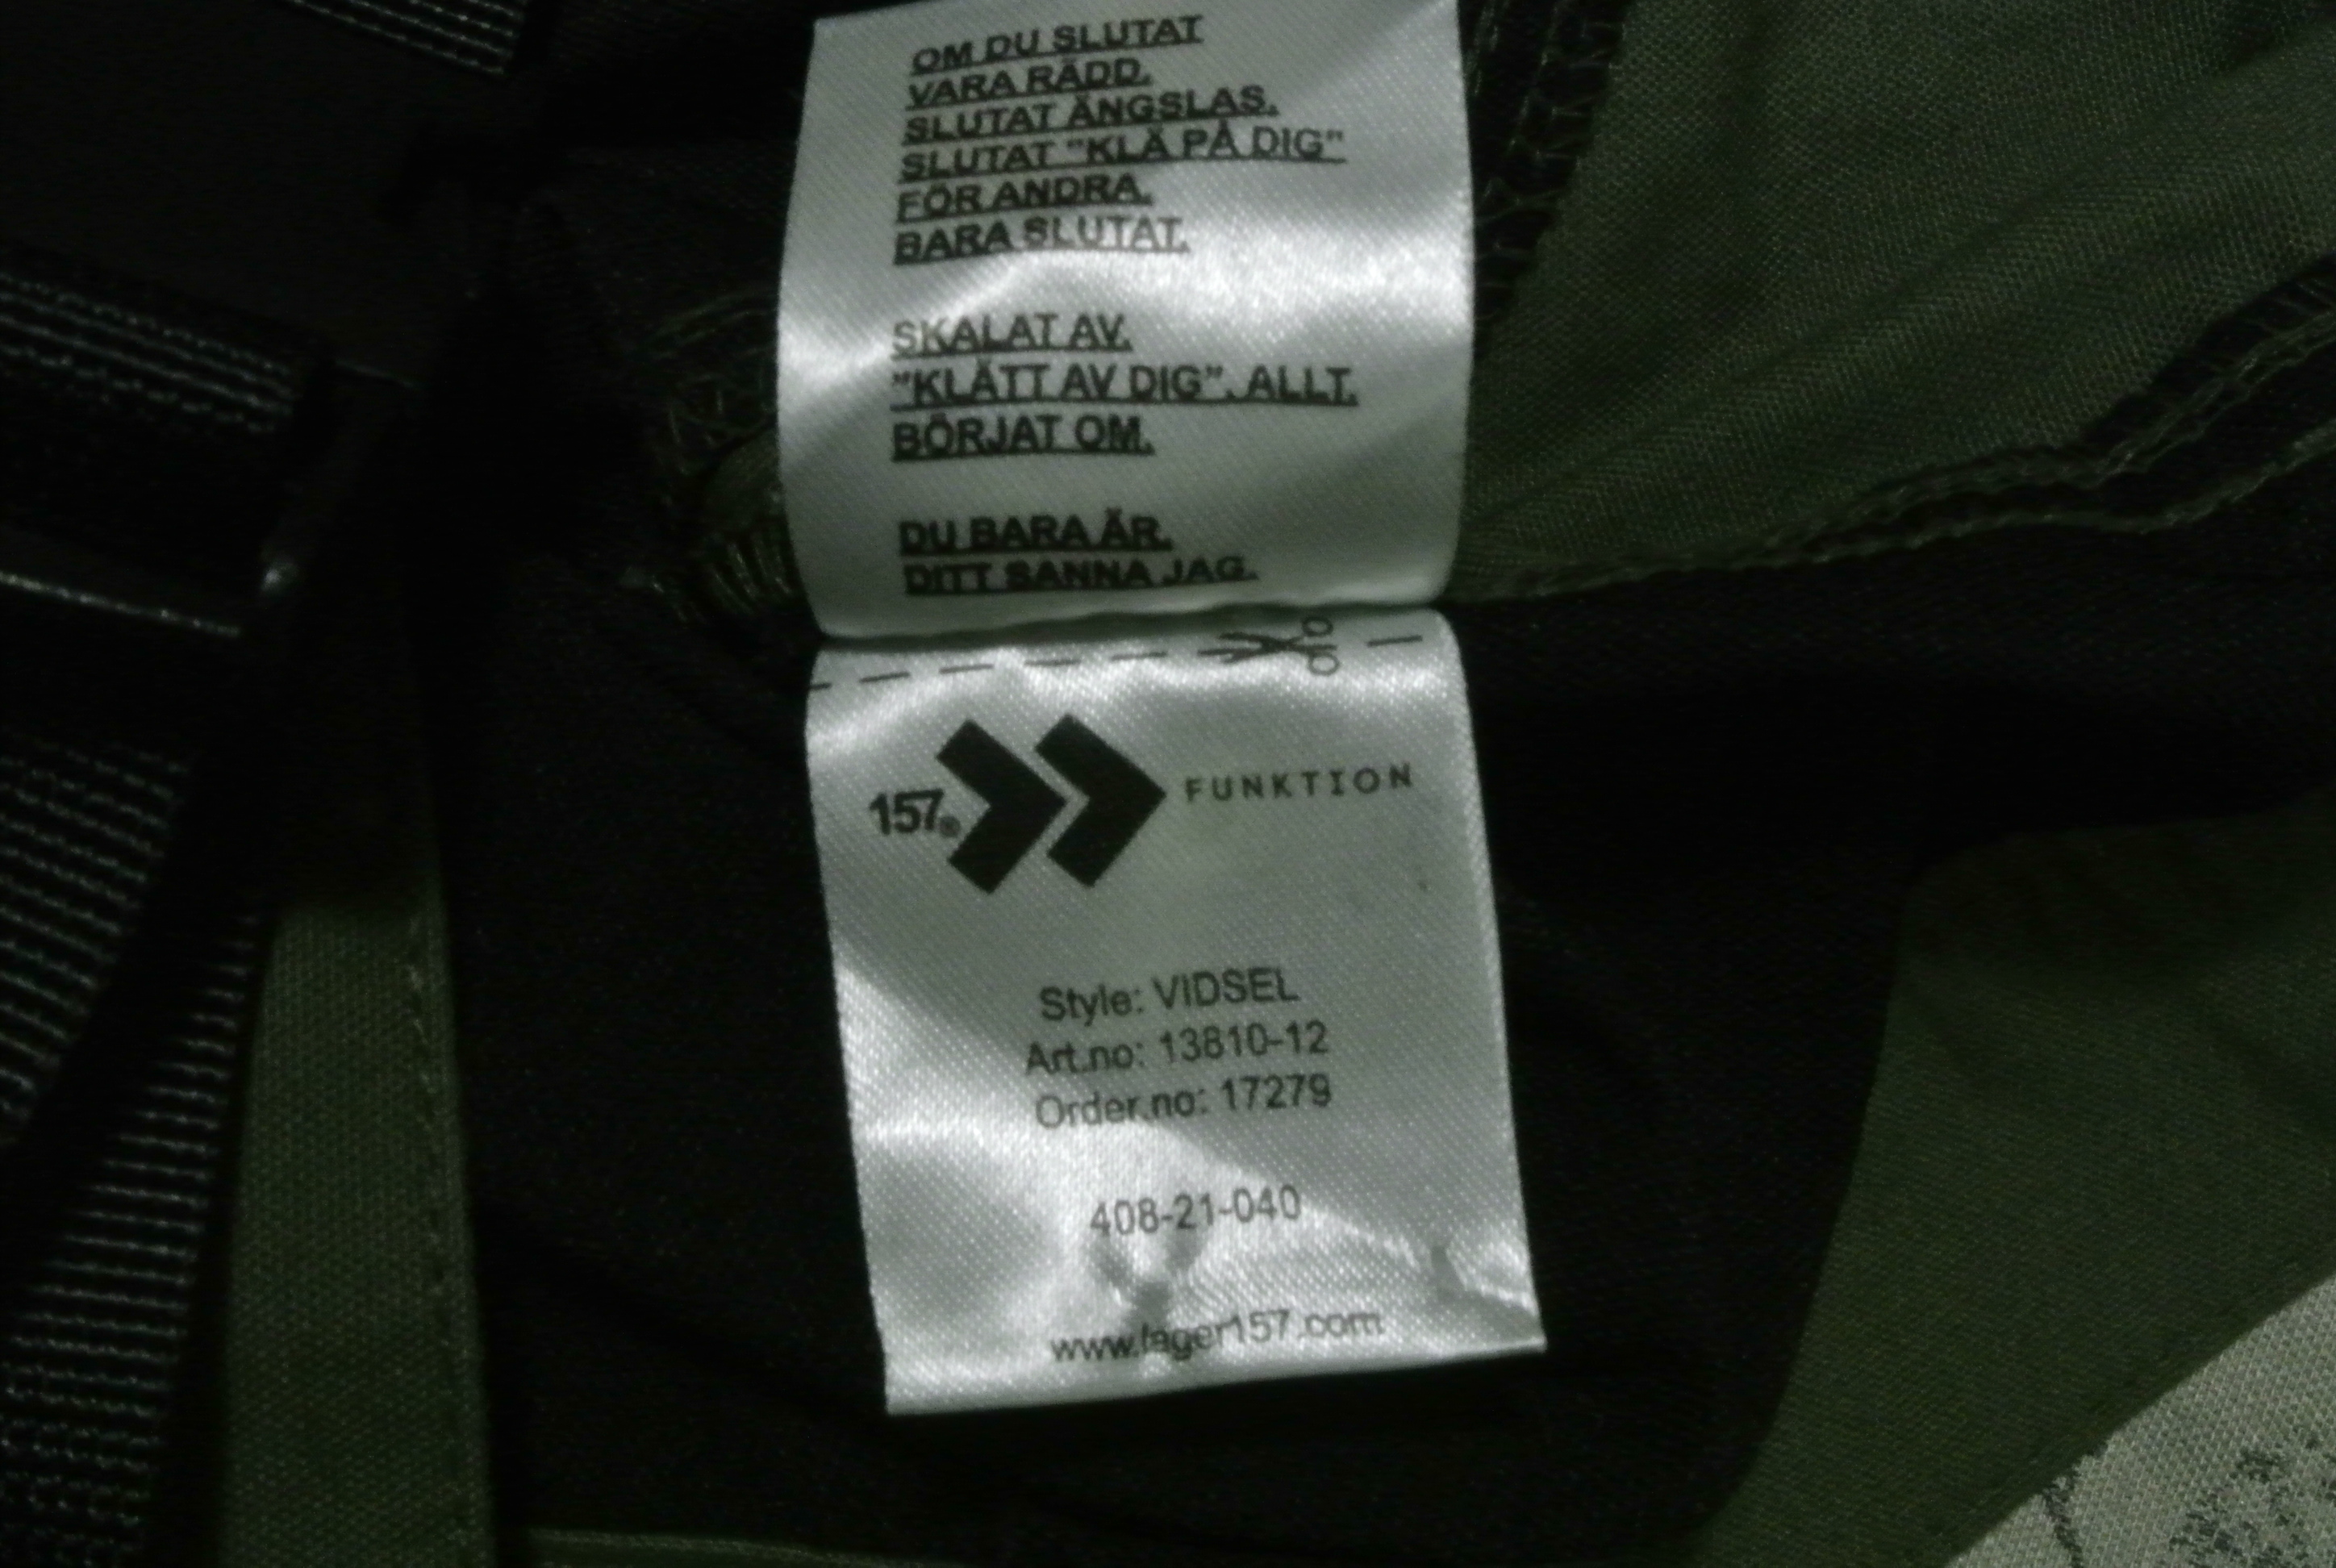 OM DU SLUTAT
VARA RÄDD.
SLUTAT ÄNGSLAS.
SLUTAT "KLÄ PÅ DIG"
FÖR ANDRA.
BARA SLUTAT.
SKALAT AV.
"KLÄTT AV DIG". ALLT.
BÖRJAT OM.
DU BARA ÄR.
DITT SANNA JAG.
157® FUNKTION
Style: VIDSEL
Art.no: 13810-12
Order.no: 17279
408-21-040
www.lager157.com